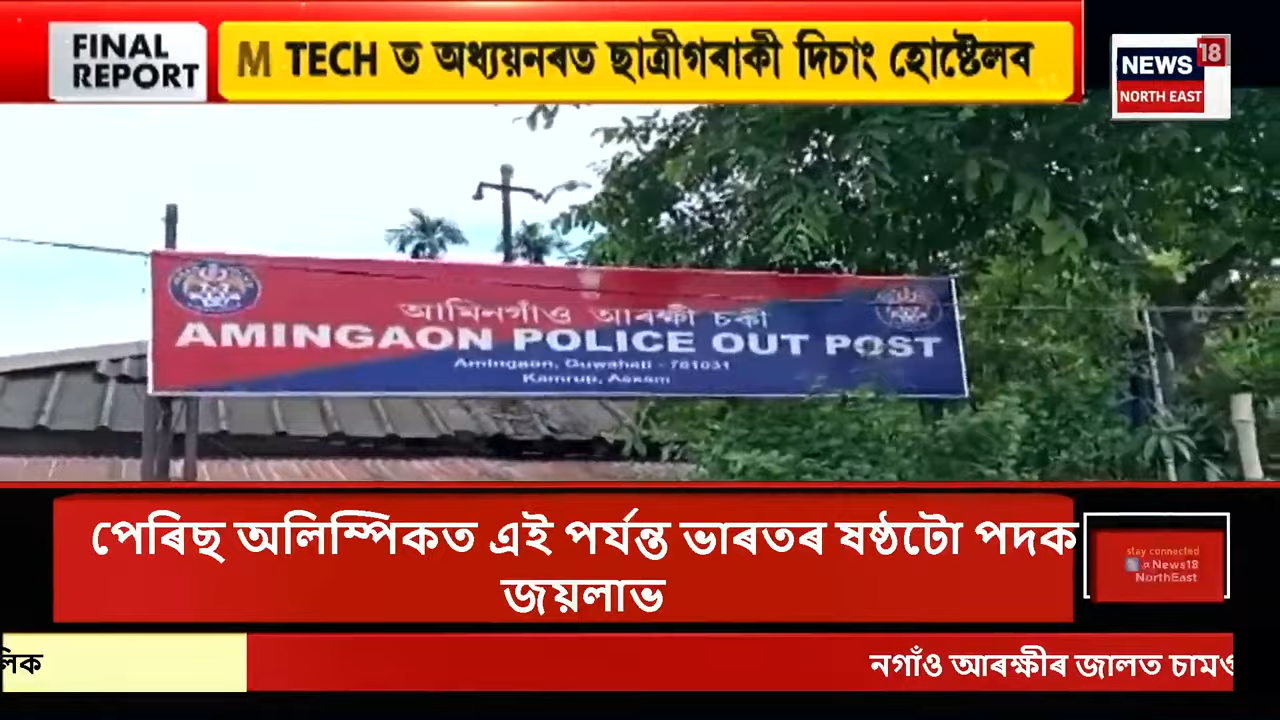 FINAL
REPORT
M TECH ত অধ্যয়নৰত ছাত্ৰীগৰাকী দিচাং হোষ্টেলৰ
NEWS 18
NORTH EAST
আমিনগাঁও আৰক্ষী চকী
AMINGAON POLICE OUT POST
Amingaon, Guwahati - 781031
Kamrup, Assam
পেৰিছ অলিম্পিকত এই পৰ্যন্ত ভাৰতৰ ষষ্ঠটো পদক
জয়লাভ
stay connected
@News18
NorthEast
নগাঁও আৰক্ষীৰ জালত